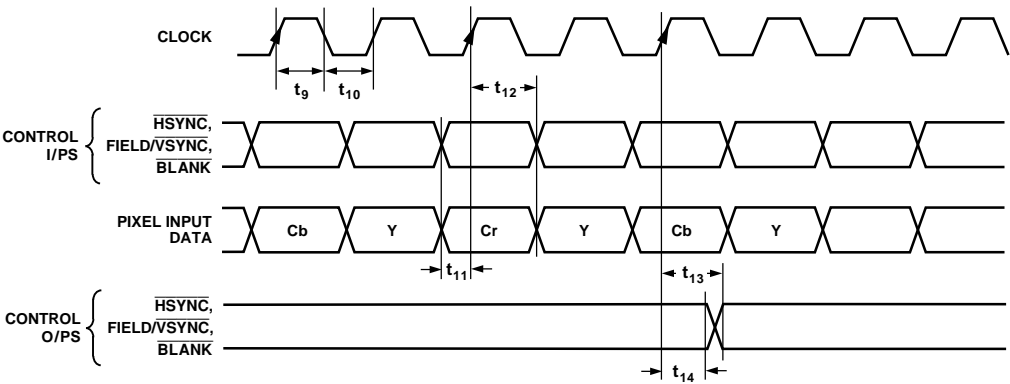 CLOCK
t9
t10
t12
CONTROL
I/PS
HSYNC,
FIELD/VSYNC,
BLANK
PIXEL INPUT
DATA
Cb
Y
Cr
Y
Cb
Y
t11
t13
CONTROL
O/PS
HSYNC,
FIELD/VSYNC,
BLANK
t14